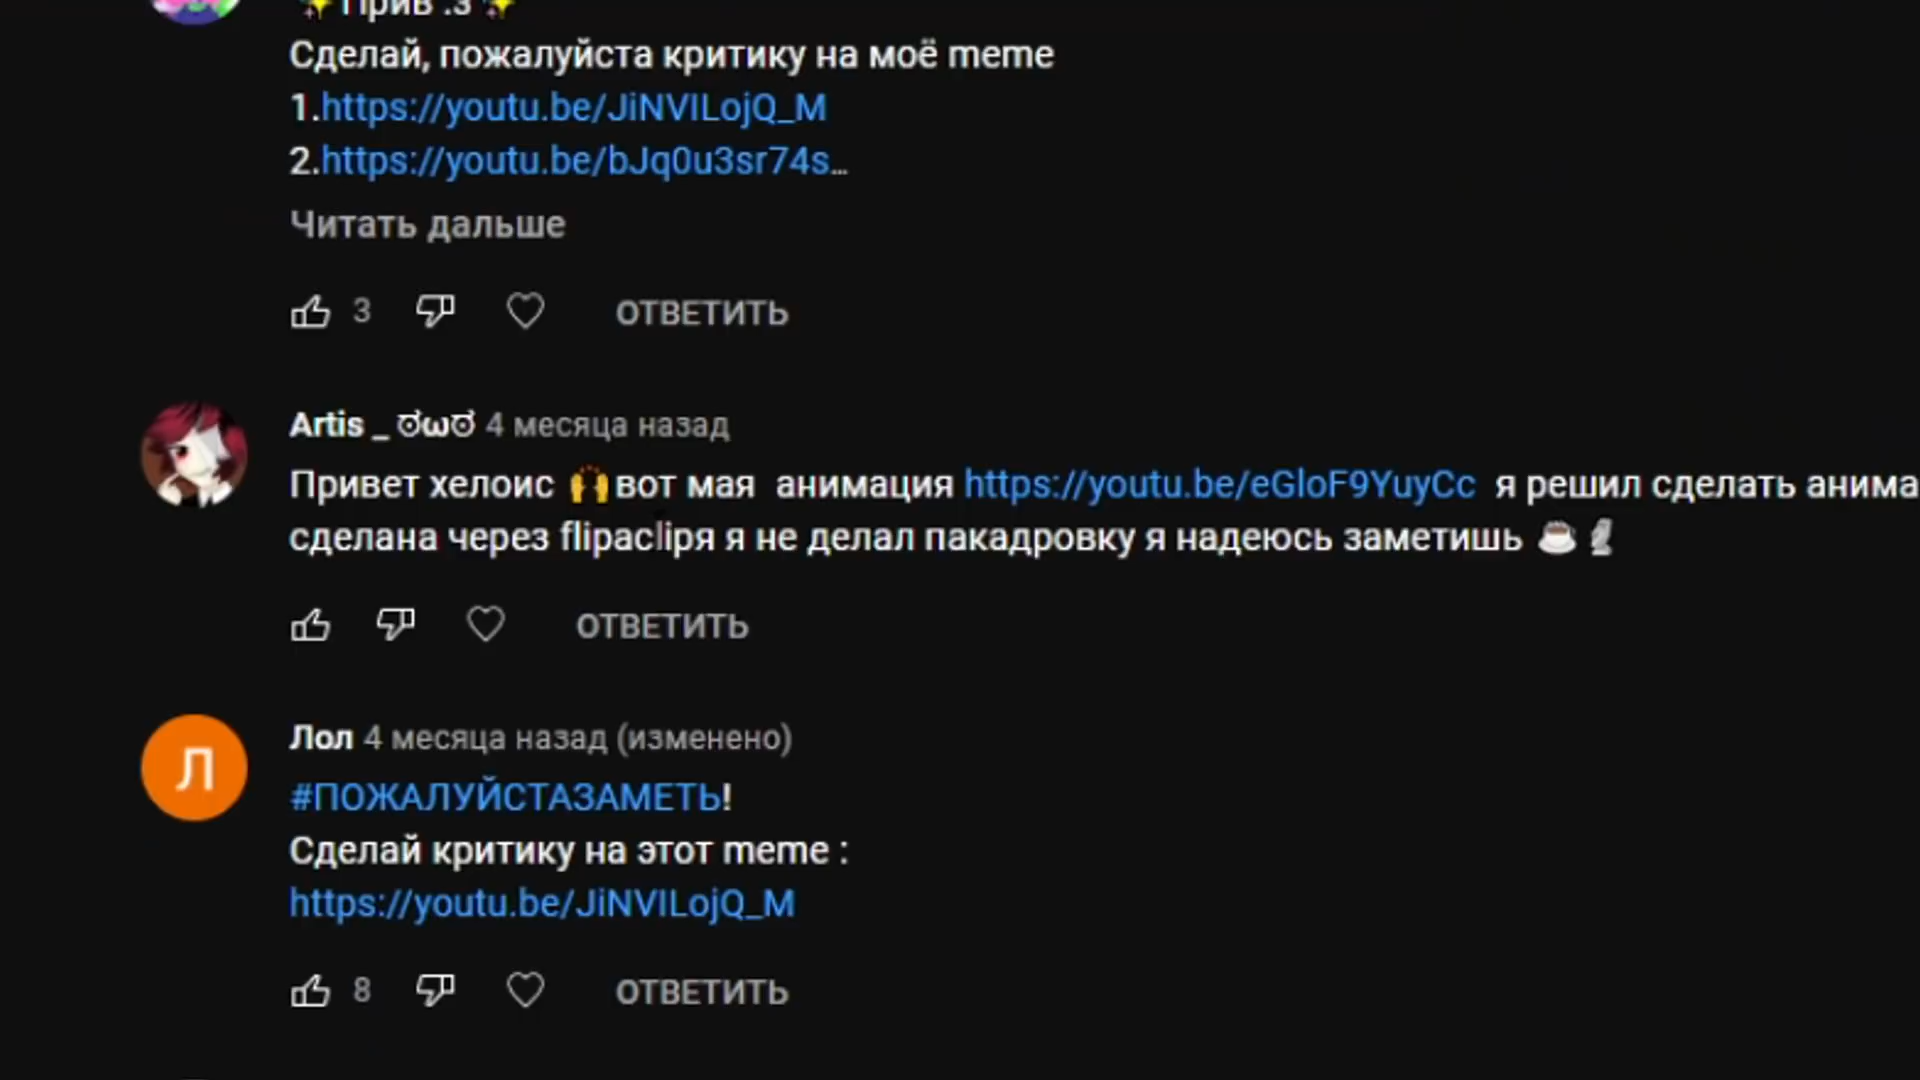 ✨Прив :3 ✨
Сделай, пожалуйста критику на моё meme
1.https://youtu.be/JiNVILojQ_M
2.https://youtu.be/bJq0u3sr74s…
Читать дальше
3 ОТВЕТИТЬ
Artis _ ಠωಠ 4 месяца назад
Привет хелоис 🙌вот мая анимация https://youtu.be/eGloF9YuyCc я решил сделать анима
сделана через flipaclipя я не делал пакадровку я надеюсь заметишь ☕🗿
ОТВЕТИТЬ
Л
Лол 4 месяца назад (изменено)
#ПОЖАЛУЙСТАЗАМЕТЬ!
Сделай критику на этот meme :
https://youtu.be/JiNVILojQ_M
8 ОТВЕТИТЬ